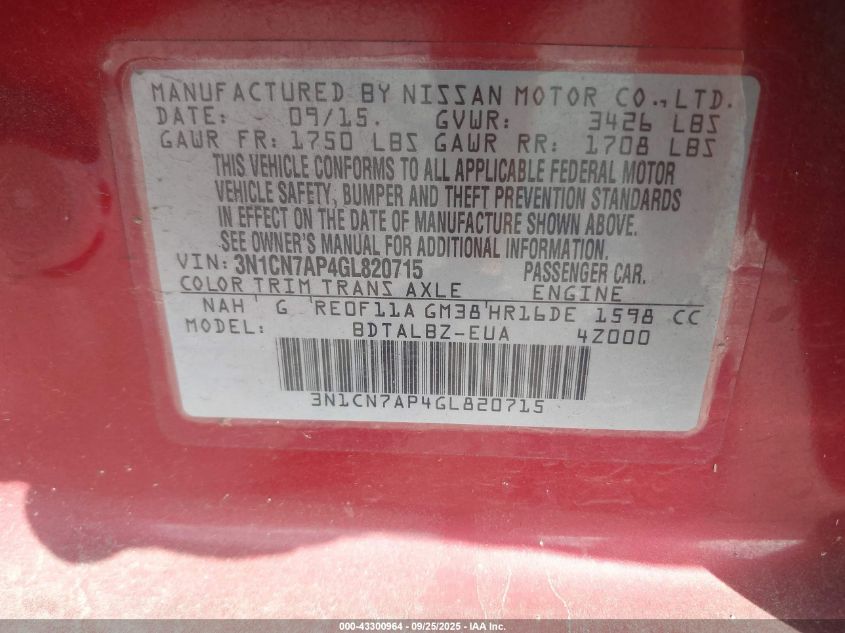 MANUFACTURED BY NISSAN MOTOR CO., LTD.
DATE: 09/15. GVWR: 3426 LBS
GAWR FR: 1750 LBS GAWR RR: 1708 LBS
THIS VEHICLE CONFORMS TO ALL APPLICABLE FEDERAL MOTOR
VEHICLE SAFETY, BUMPER AND THEFT PREVENTION STANDARDS
IN EFFECT ON THE DATE OF MANUFACTURE SHOWN ABOVE.
SEE OWNER'S MANUAL FOR ADDITIONAL INFORMATION.
VIN: 3N1CN7AP4GL820715 PASSENGER CAR.
COLOR TRIM TRANS AXLE ENGINE
NAH G RE0F11A GM38 HR16DE 1598 CC
MODEL: BDTALBZ-EUA 4Z000
3N1CN7AP4GL820715
000-43300964 - 09/25/2025 - IAA Inc.